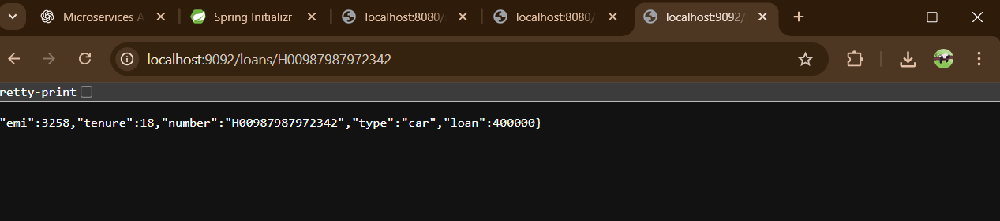 Microservices A
Spring Initializr
localhost:8080/
localhost:8080/
localhost:9092/
localhost:9092/loans/H00987987972342
retty-print
"emi":3258,"tenure":18,"number":"H00987987972342","type":"car","loan":400000}